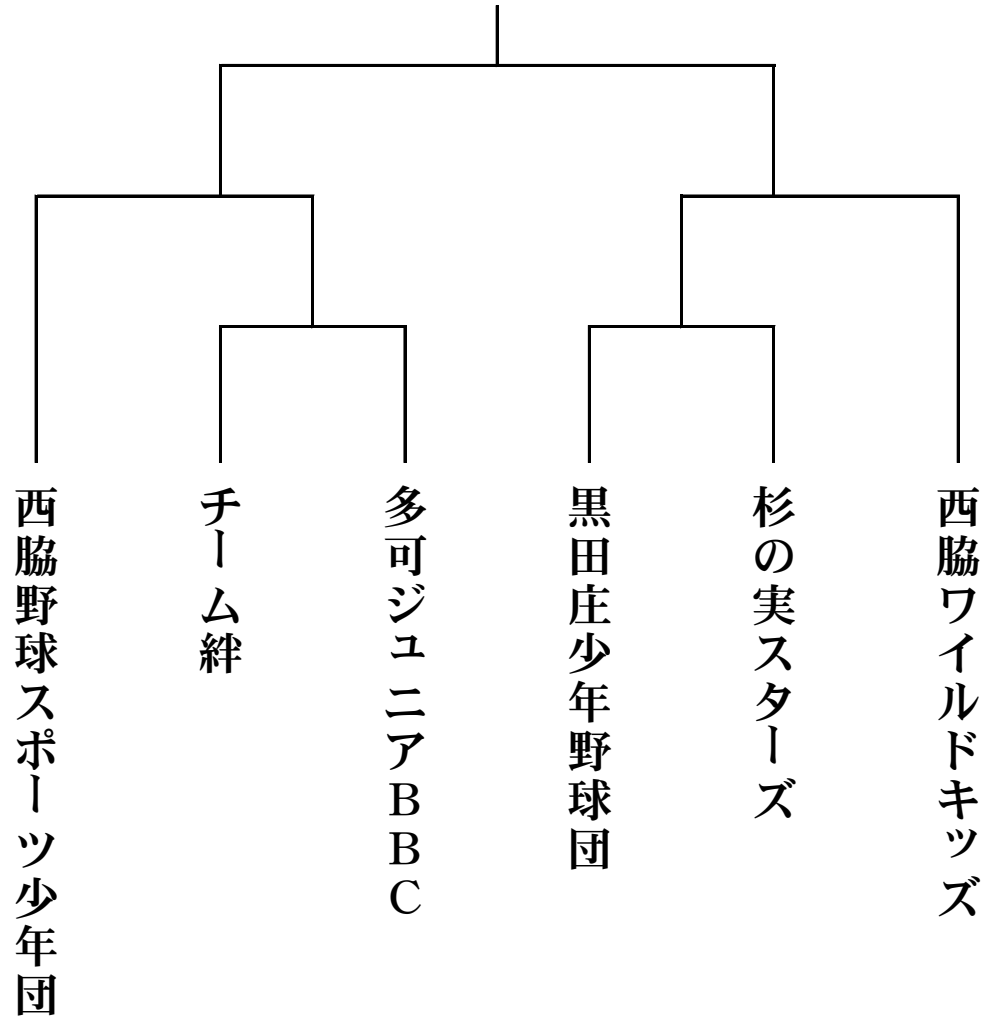 西脇野球スポーツ少年団
チーム絆
多可ジュニアＢＢＣ
黒田庄少年野球団
杉の実スターズ
西脇ワイルドキッズ